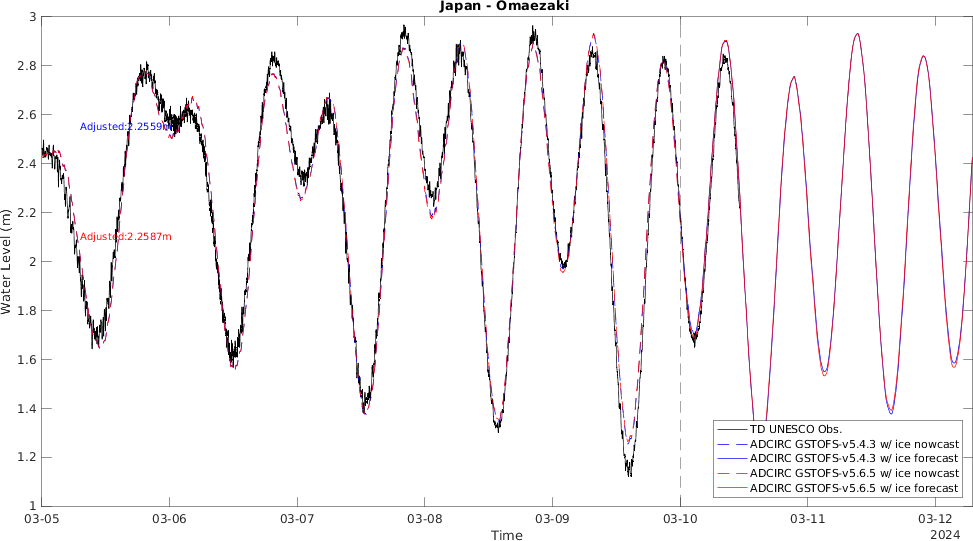 Japan - Omaezaki
Water Level (m)
3
2.8
2.6
2.4
2.2
2
1.8
1.6
1.4
1.2
1
Adjusted:2.2559m
Adjusted:2.2587m
TD UNESCO Obs.
ADCIRC GSTOFS-v5.4.3 w/ ice nowcast
ADCIRC GSTOFS-v5.4.3 w/ ice forecast
ADCIRC GSTOFS-v5.6.5 w/ ice nowcast
ADCIRC GSTOFS-v5.6.5 w/ ice forecast
03-05 03-06 03-07 03-08 03-09 03-10 03-11 03-12
Time
2024